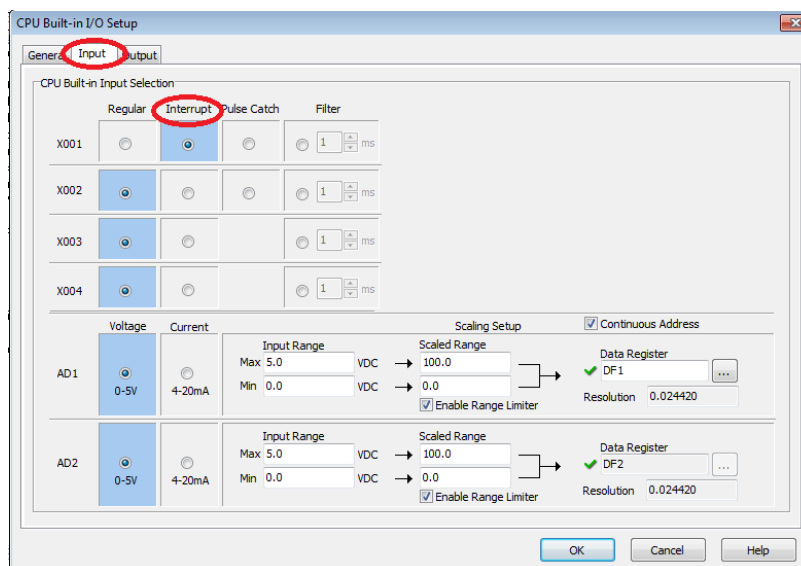 CPU Built-in I/O Setup
General Input Output
CPU Built-in Input Selection
Regular Interrupt Pulse Catch Filter
X001 1 ms
X002 1 ms
X003 1 ms
X004 1 ms
Voltage Current Scaling Setup Continuous Address
Input Range Scaled Range Data Register
Max 5.0 VDC 100.0 DF1 ...
AD1
Min 0.0 VDC 0.0 Resolution 0.024420
0-5V 4-20mA Enable Range Limiter
Input Range Scaled Range Data Register
Max 5.0 VDC 100.0 DF2 ...
AD2
Min 0.0 VDC 0.0 Resolution 0.024420
0-5V 4-20mA Enable Range Limiter
OK Cancel Help